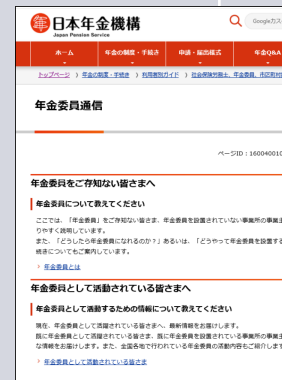 日本年金機構
Japan Pension Service
Google カス
ホーム
年金の制度・手続き
申請・届出様式
年金Q&A
トップページ 〉 年金の制度・手続き 〉 利用者別ガイド 〉 社会保険労務士、年金委員、市区町村
年金委員通信
ページID：16004001
年金委員をご存知ない皆さまへ
年金委員について教えてください
ここでは、「年金委員」をご存知ない皆さま、年金委員を設置されていない事業所の事業主
りやすく説明しています。
また、「どうしたら年金委員になれるのか？」あるいは、「どうやって年金委員を設置する
続きについてもご案内しています。
〉 年金委員とは
年金委員として活動されている皆さまへ
年金委員として活動するための情報について教えてください
現在、年金委員として活躍されている皆さまへ、最新情報をお届けします。
既に年金委員として活躍されている皆さま、既に年金委員を設置されている事業所の事業主
な情報をお届けします。また、全国各地で行われている年金委員の活動内容もご紹介します
〉 年金委員として活動されている皆さま